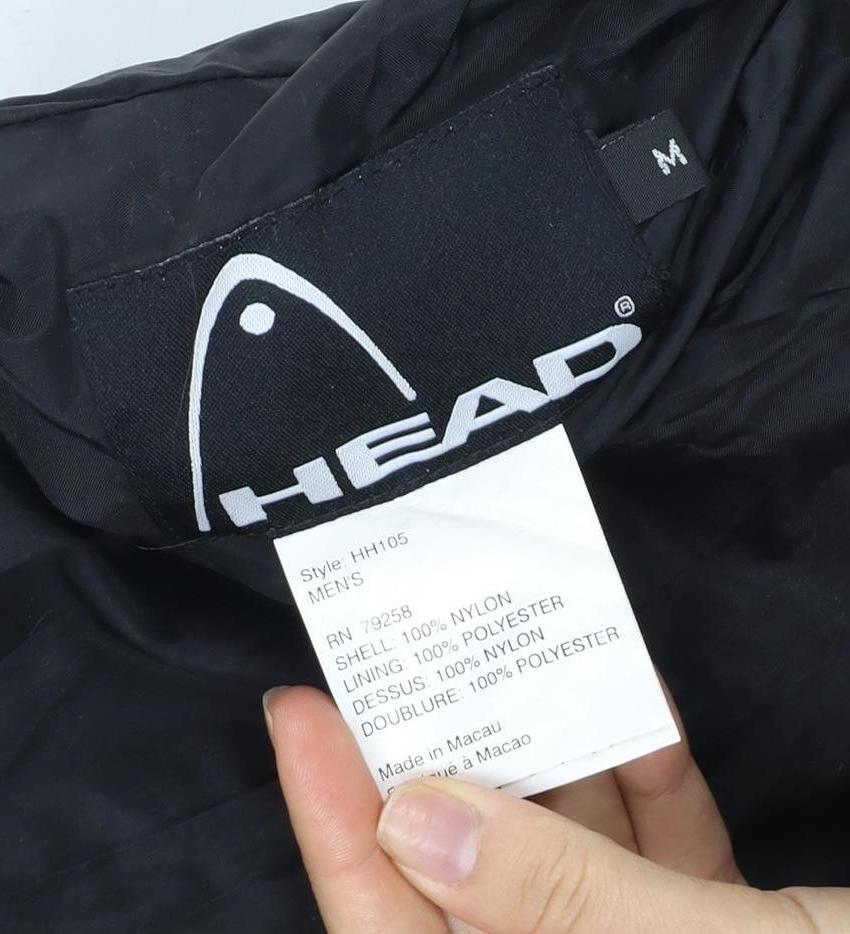 M
HEAD®
Style: HH105
MEN'S
RN 79258
SHELL: 100% NYLON
LINING: 100% POLYESTER
DESSUS: 100% NYLON
DOUBLURE: 100% POLYESTER
Made in Macau
à Macao